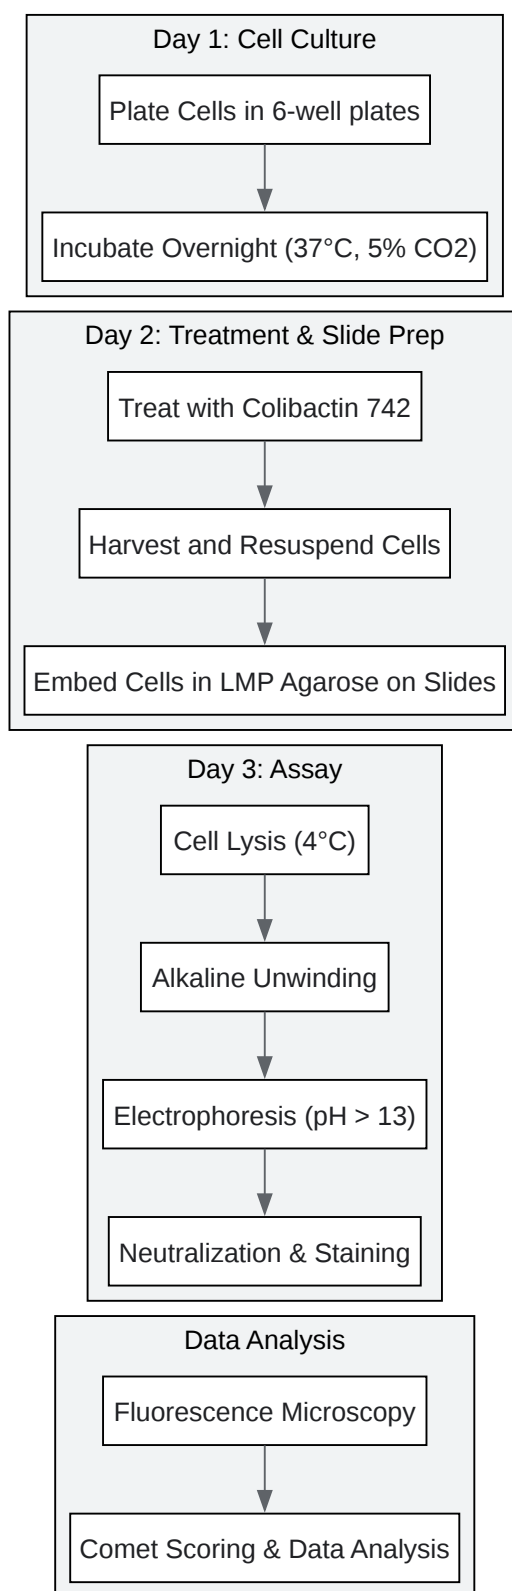 Day 1: Cell Culture
Plate Cells in 6-well plates
Incubate Overnight (37°C, 5% CO2)
Day 2: Treatment & Slide Prep
Treat with Colibactin 742
Harvest and Resuspend Cells
Embed Cells in LMP Agarose on Slides
Day 3: Assay
Cell Lysis (4°C)
Alkaline Unwinding
Electrophoresis (pH > 13)
Neutralization & Staining
Data Analysis
Fluorescence Microscopy
Comet Scoring & Data Analysis